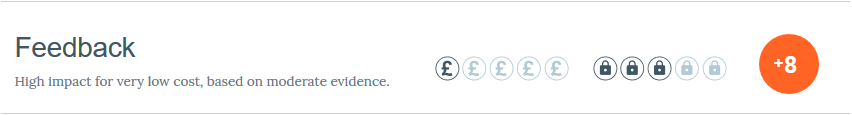 Feedback
High impact for very low cost, based on moderate evidence.
£ £ £ £ £
+8